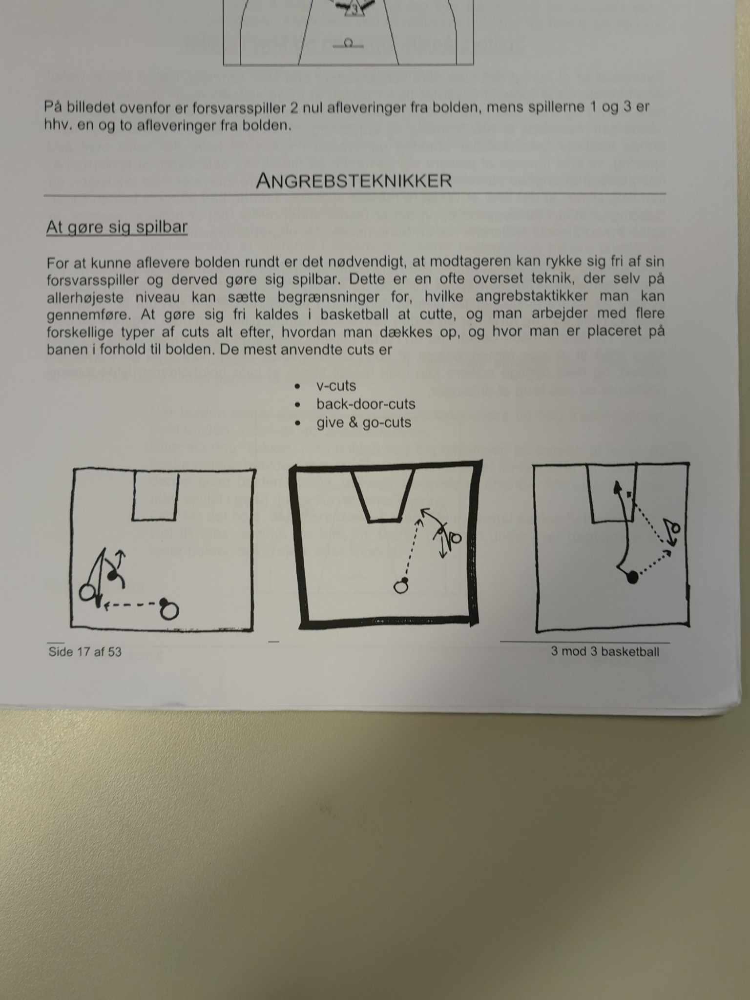 3
På billedet ovenfor er forsvarsspiller 2 nul afleveringer fra bolden, mens spillerne 1 og 3 er
hhv. en og to afleveringer fra bolden.
ANGREBSTEKNIKKER
At gøre sig spilbar
For at kunne aflevere bolden rundt er det nødvendigt, at modtageren kan rykke sig fri af sin
forsvarsspiller og derved gøre sig spilbar. Dette er en ofte overset teknik, der selv på
allerhøjeste niveau kan sætte begrænsninger for, hvilke angrebstaktikker man kan
gennemføre. At gøre sig fri kaldes i basketball at cutte, og man arbejder med flere
forskellige typer af cuts alt efter, hvordan man dækkes op, og hvor man er placeret på
banen i forhold til bolden. De mest anvendte cuts er
• v-cuts
• back-door-cuts
• give & go-cuts
Side 17 af 53
3 mod 3 basketball